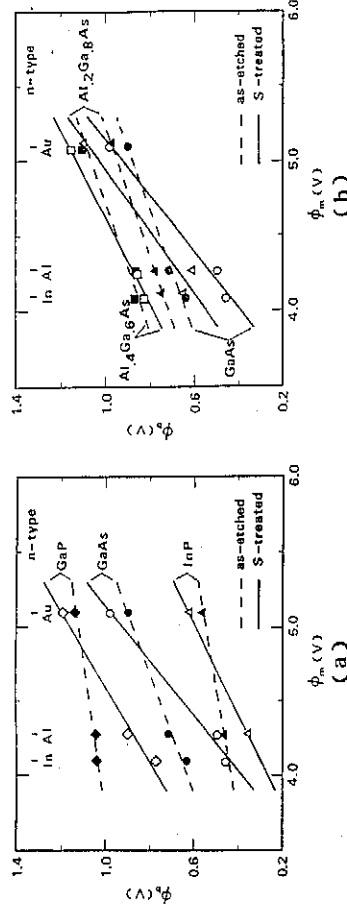 1.4
1.0
0.6
0.2
ϕb(V)
n-type
In Al
Au
GaP
GaAs
InP
as-etched
S-treated
4.0
5.0
6.0
ϕm(V)
(a)
1.4
1.0
0.6
0.2
ϕb(V)
n-type
In Al
Au
Al.2Ga.8As
Al.4Ga.6As
GaAs
as-etched
S-treated
4.0
5.0
6.0
ϕm(V)
(b)